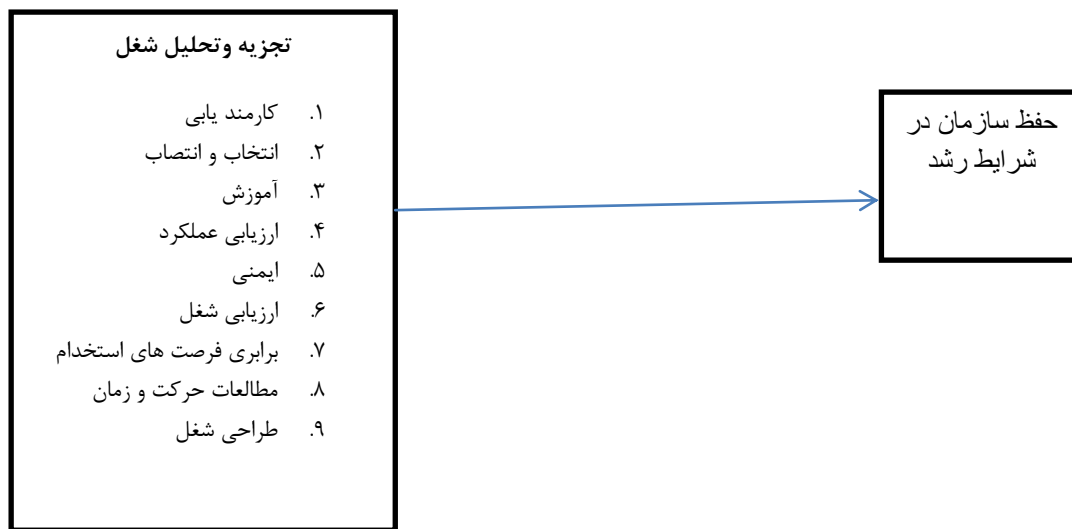 تجزیه وتحلیل شغل
۱. کارمند یابی
۲. انتخاب و انتصاب
۳. آموزش
۴. ارزیابی عملکرد
۵. ایمنی
۶. ارزیابی شغل
۷. برابری فرصت های استخدام
۸. مطالعات حرکت و زمان
۹. طراحی شغل
حفظ سازمان در
شرایط رشد